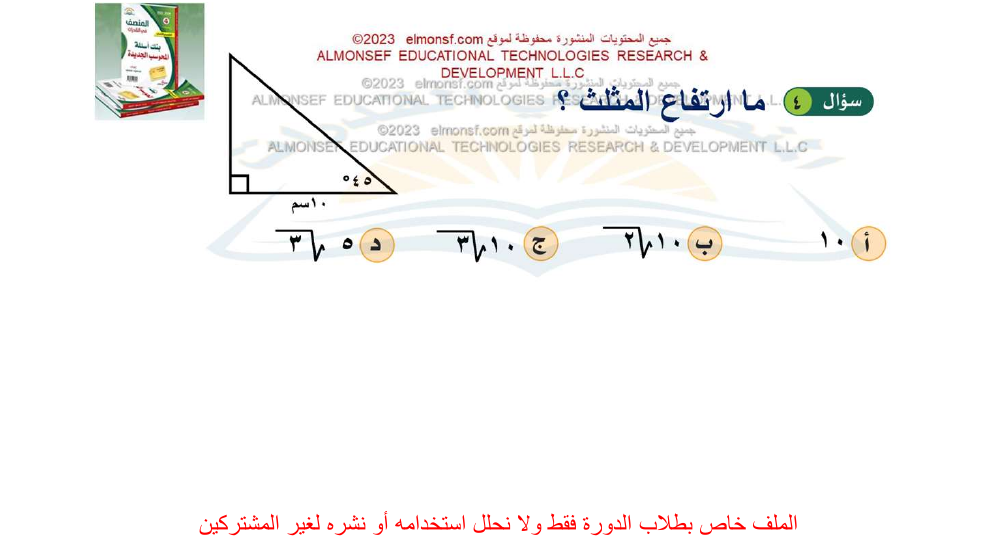 المنصف
بنك أسئلة
المحوسب الجديدة
جميع المحتويات المنشورة محفوظة لموقع elmonsf.com ©2023
ALMONSEF EDUCATIONAL TECHNOLOGIES RESEARCH &
DEVELOPMENT L.L.C
جميع المحتويات المنشورة محفوظة لموقع elmonsf.com ©2023
ALMONSEF EDUCATIONAL TECHNOLOGIES RESEARCH & DEVELOPMENT L.L.C
سؤال ٤ ما ارتفاع المثلث ؟
جميع المحتويات المنشورة محفوظة لموقع elmonsf.com ©2023
ALMONSEF EDUCATIONAL TECHNOLOGIES RESEARCH & DEVELOPMENT L.L.C
٤٥°
١٠سم
أ ١٠ ب ١٠√٢ ج ١٠√٣ د ٥√٣
الملف خاص بطلاب الدورة فقط ولا نحلل استخدامه أو نشره لغير المشتركين